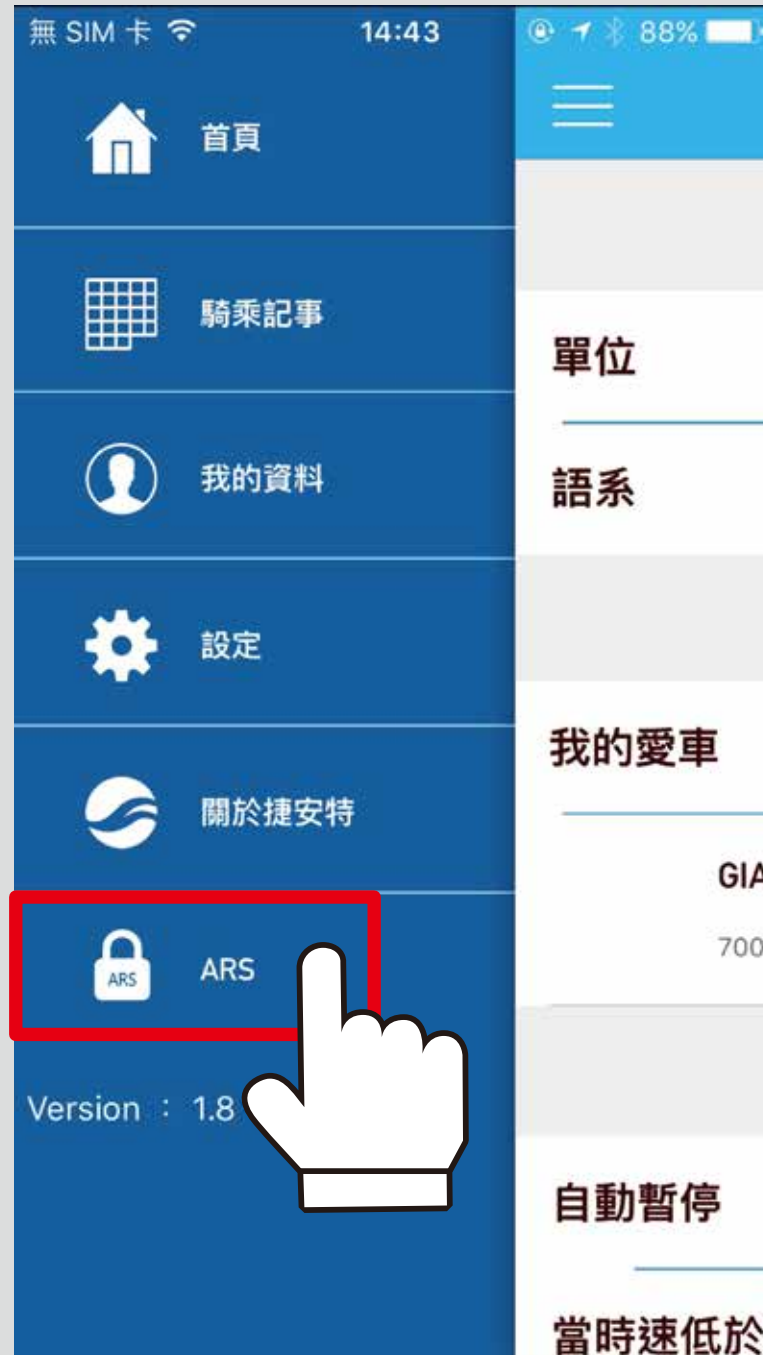 無 SIM 卡 14:43 88%
首頁
騎乘記事
我的資料
設定
關於捷安特
ARS ARS
Version : 1.8
單位
語系
我的愛車
GIA
700
自動暫停
當時速低於